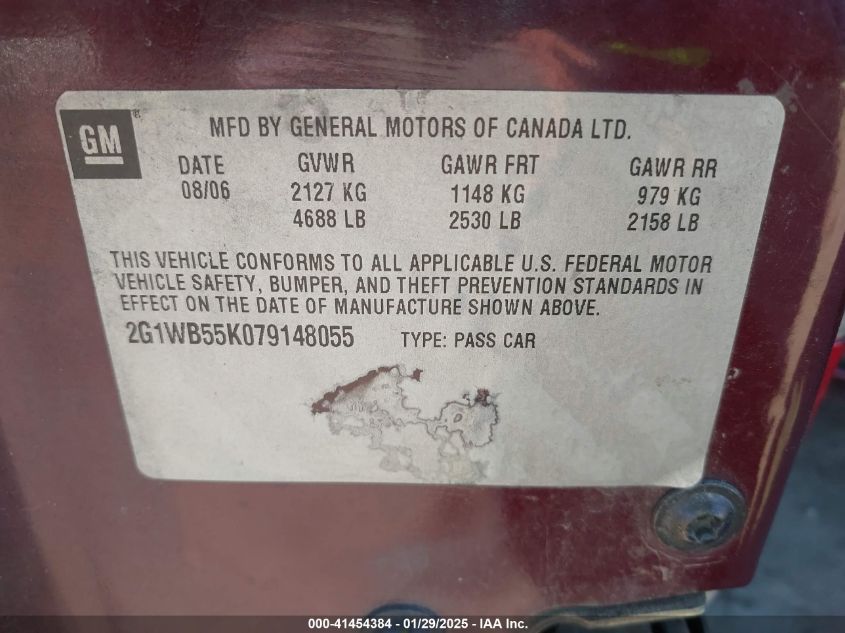 GM
MFD BY GENERAL MOTORS OF CANADA LTD.
DATE GVWR GAWR FRT GAWR RR
08/06 2127 KG 1148 KG 979 KG
4688 LB 2530 LB 2158 LB
THIS VEHICLE CONFORMS TO ALL APPLICABLE U.S. FEDERAL MOTOR
VEHICLE SAFETY, BUMPER, AND THEFT PREVENTION STANDARDS IN
EFFECT ON THE DATE OF MANUFACTURE SHOWN ABOVE.
2G1WB55K079148055 TYPE: PASS CAR
000-41454384 - 01/29/2025 - IAA Inc.